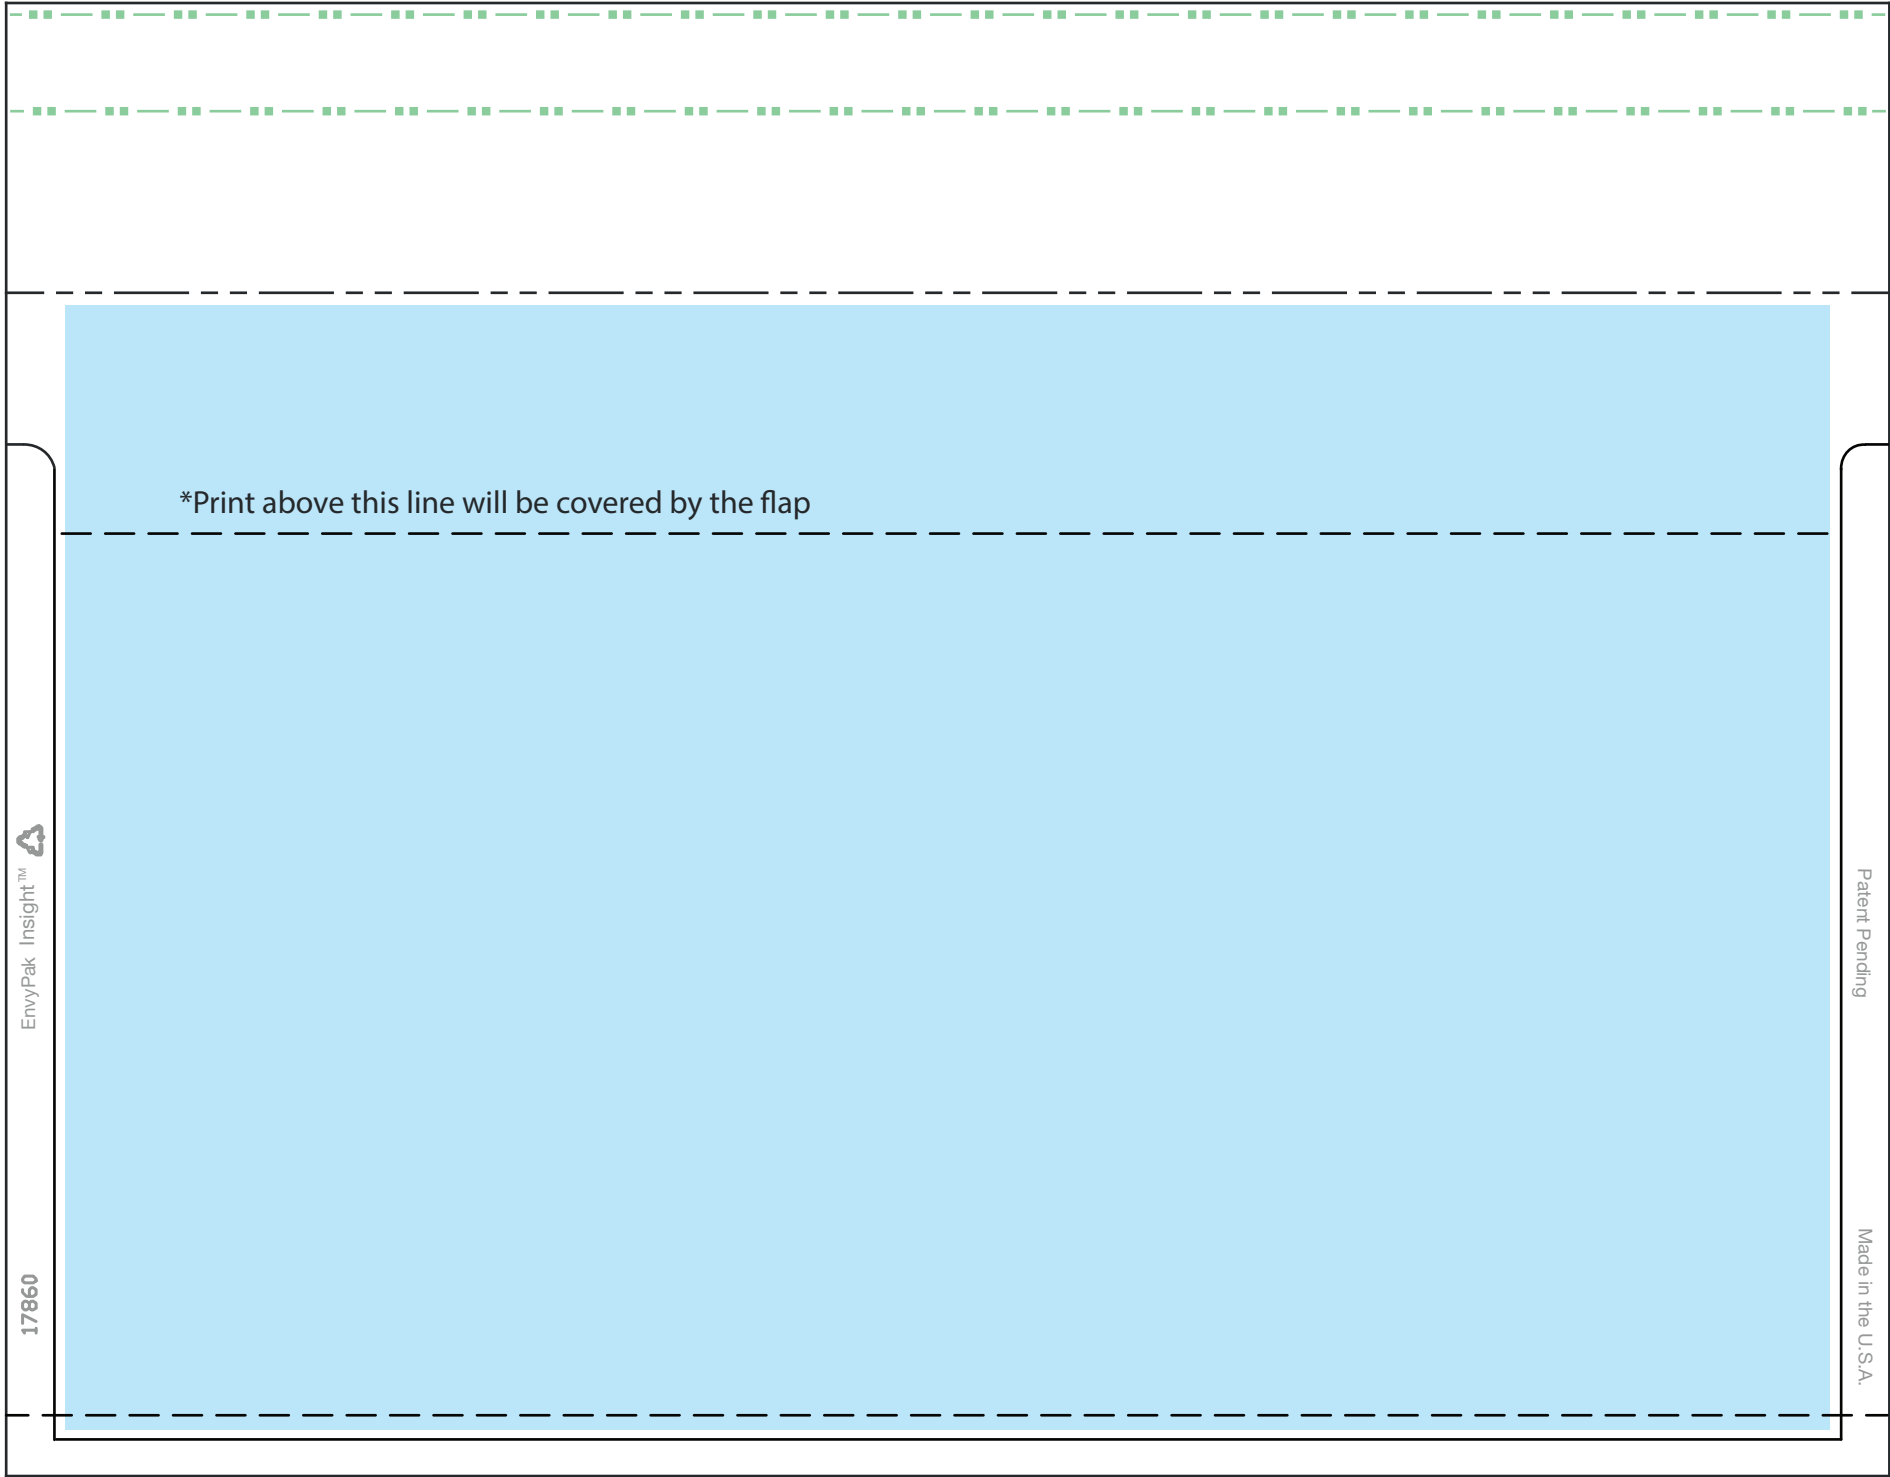 *Print above this line will be covered by the flap
EnvyPak Insight™
17860
Patent Pending
Made in the U.S.A.